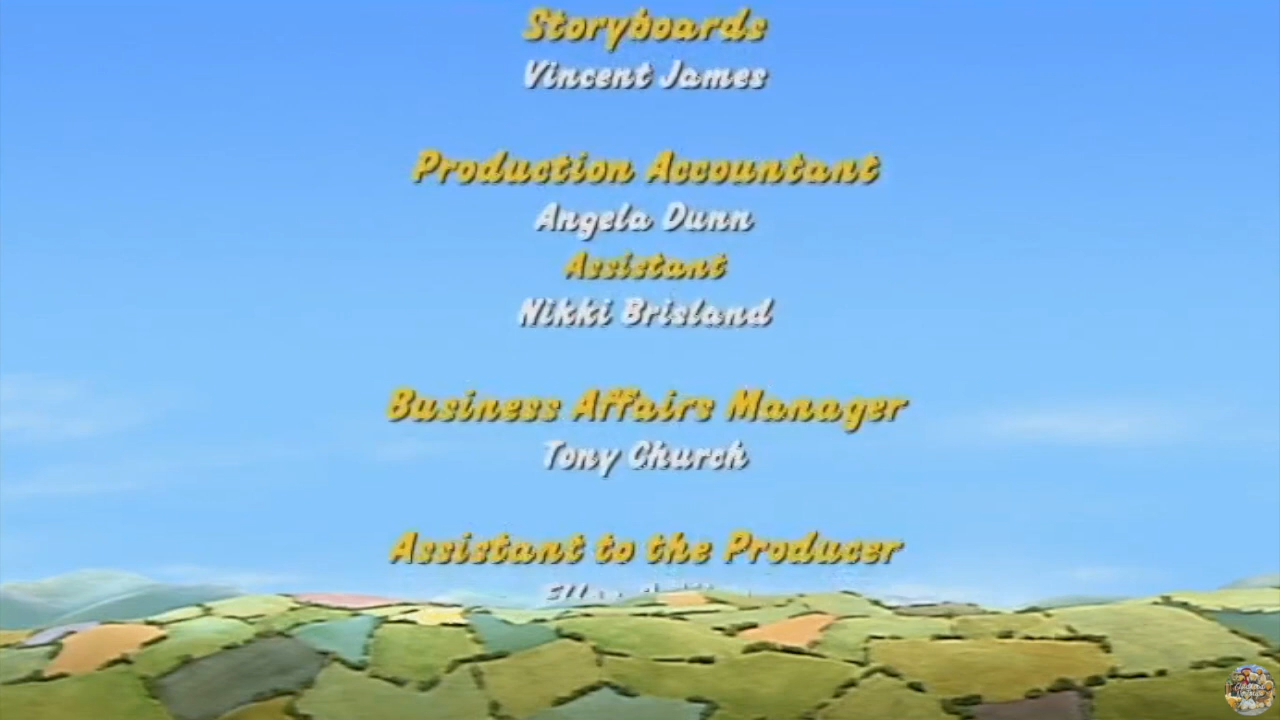 Storyboards
Vincent James
Production Accountant
Angela Dunn
Assistant
Nikki Brisland
Business Affairs Manager
Tony Church
Assistant to the Producer